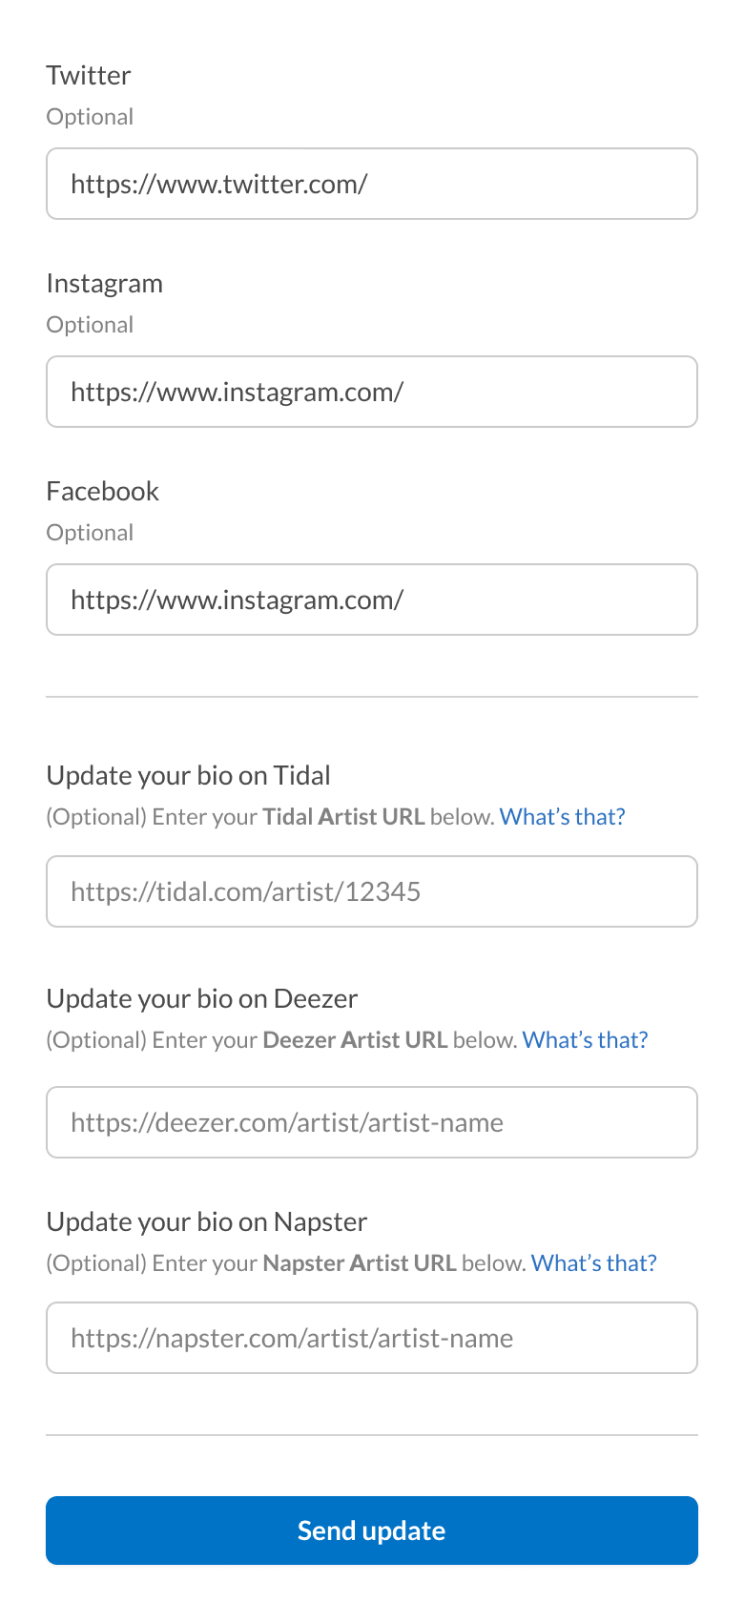 Twitter
Optional
https://www.twitter.com/
Instagram
Optional
https://www.instagram.com/
Facebook
Optional
https://www.instagram.com/
Update your bio on Tidal
(Optional) Enter your Tidal Artist URL below. What’s that?
https://tidal.com/artist/12345
Update your bio on Deezer
(Optional) Enter your Deezer Artist URL below. What’s that?
https://deezer.com/artist/artist-name
Update your bio on Napster
(Optional) Enter your Napster Artist URL below. What’s that?
https://napster.com/artist/artist-name
Send update